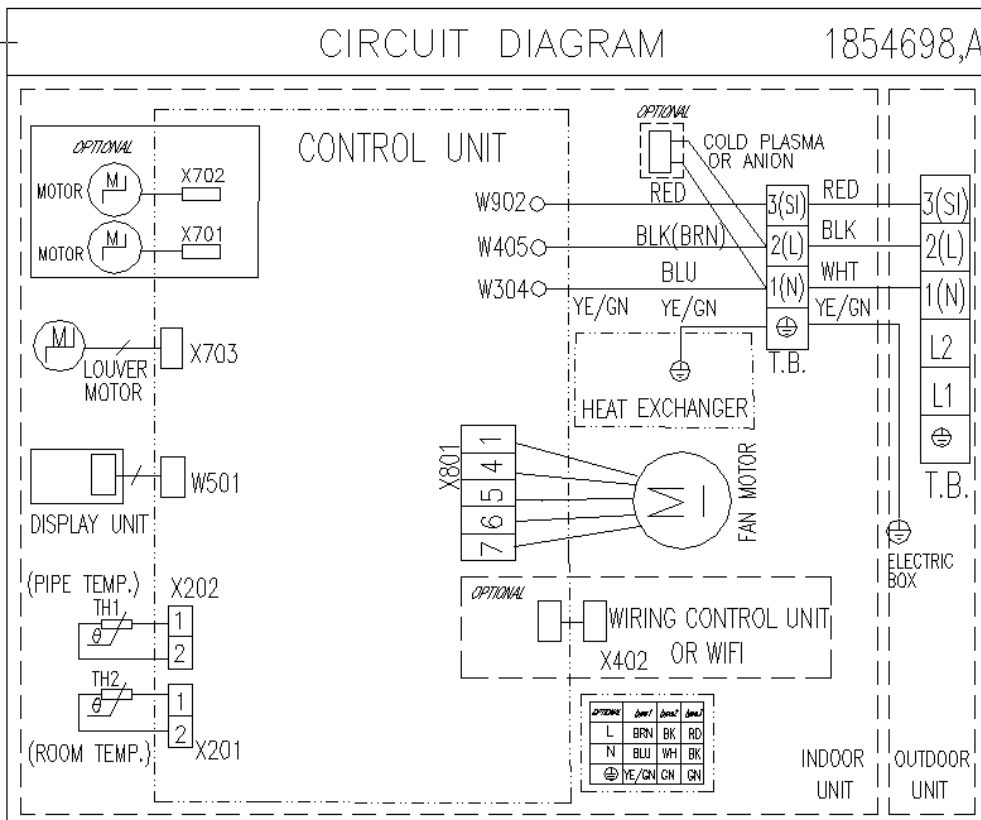 CIRCUIT DIAGRAM 1854698,A
OPTIONAL
MOTOR M X702
MOTOR M X701
CONTROL UNIT
OPTIONAL
COLD PLASMA
OR ANION
W902 RED 3(SI) RED 3(SI)
W405 BLK(BRN) 2(L) BLK 2(L)
W304 BLU 1(N) WHT 1(N)
YE/GN YE/GN YE/GN
T.B.
L2
L1
T.B.
M X703
LOUVER
MOTOR
HEAT EXCHANGER
W501
DISPLAY UNIT
X801
1
4
5
6
7
M
FAN MOTOR
ELECTRIC
BOX
(PIPE TEMP.)
TH1
θ
X202
1
2
TH2
θ
1
2
X201
(ROOM TEMP.)
OPTIONAL
WIRING CONTROL UNIT
OR WIFI
X402
OPTIONAL type1 type2 type3
L BRN BK RD
N BLU WH BK
YE/GN GN GN
INDOOR
UNIT
OUTDOOR
UNIT